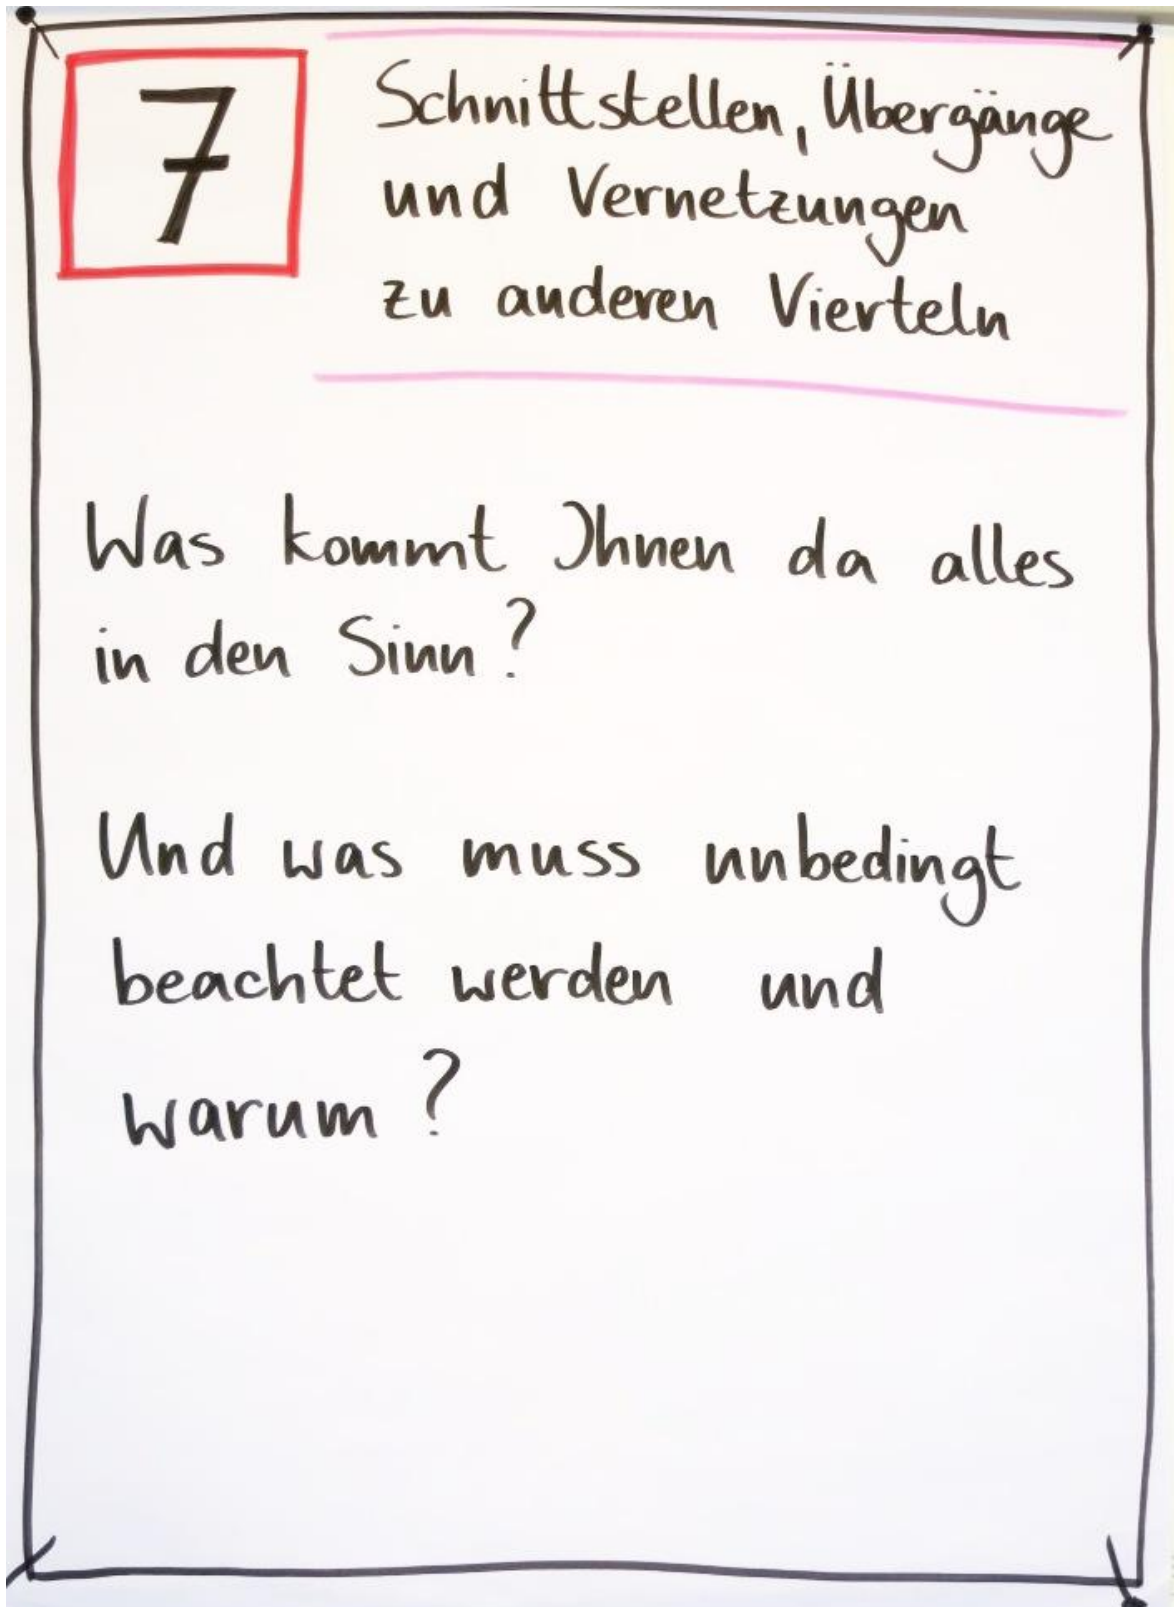 7
Schnittstellen, Übergänge
und Vernetzungen
zu anderen Vierteln
Was kommt Ihnen da alles
in den Sinn?
Und was muss unbedingt
beachtet werden und
warum?